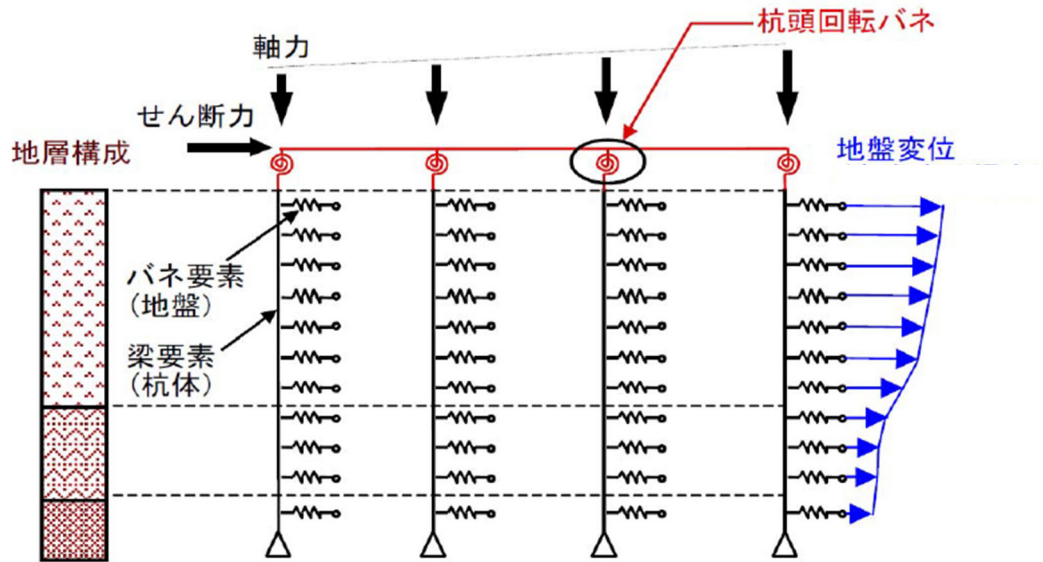 杭頭回転バネ
軸力
せん断力
地層構成
地盤変位
バネ要素
(地盤)
梁要素
(杭体)